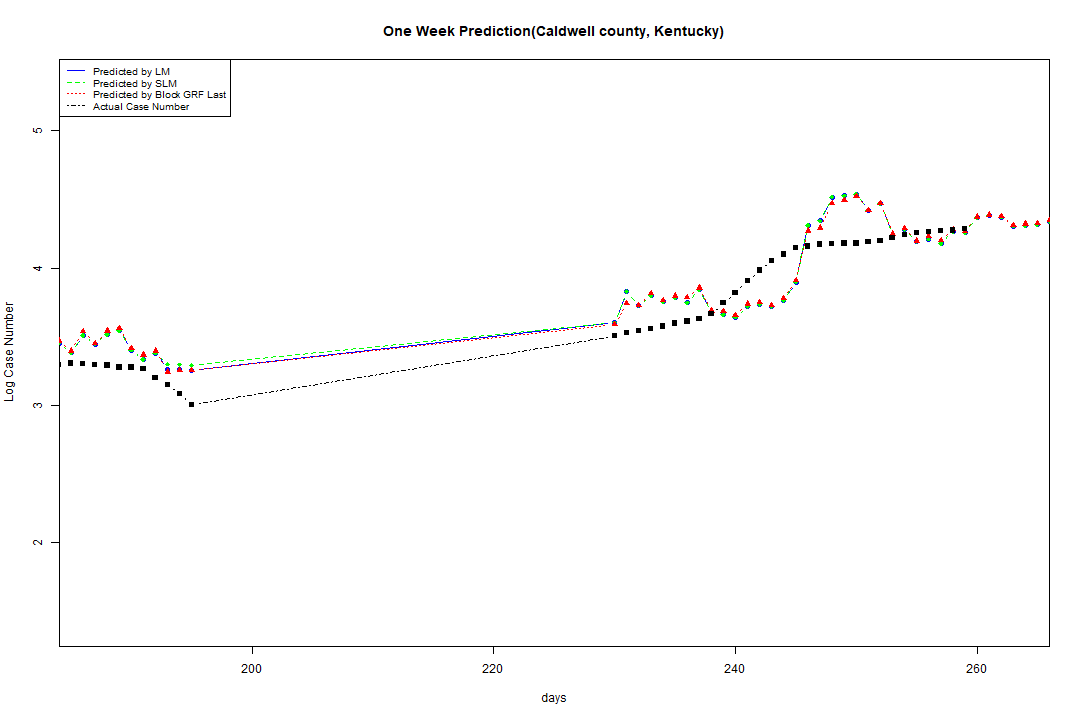 One Week Prediction(Caldwell county, Kentucky)
Predicted by LM
Predicted by SLM
Predicted by Block GRF Last
Actual Case Number
5
4
3
2
Log Case Number
200
220
240
260
days